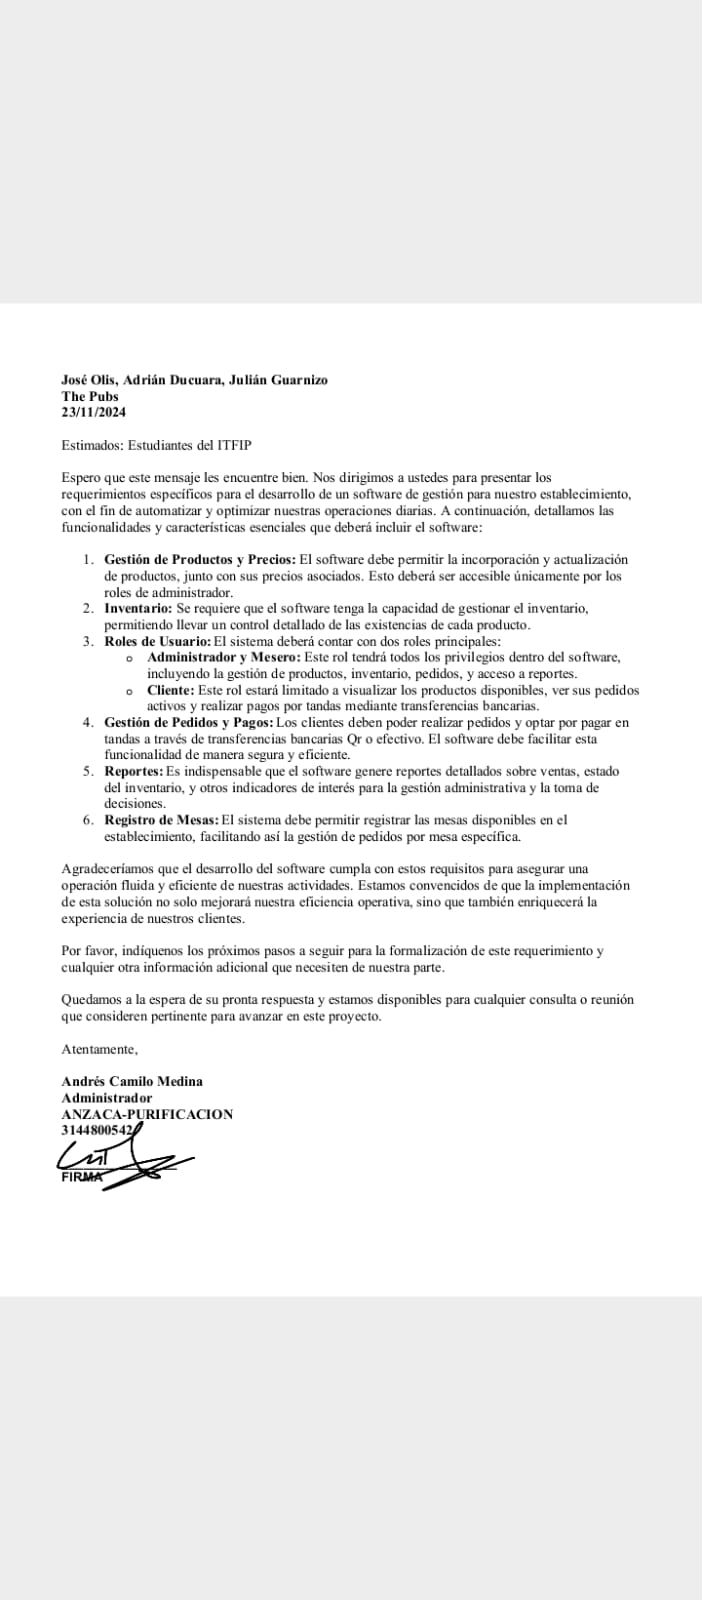 José Olis, Adrián Ducuara, Julián Guarnizo
The Pubs
23/11/2024
Estimados: Estudiantes del ITFIP
Espero que este mensaje les encuentre bien. Nos dirigimos a ustedes para presentar los
requerimientos específicos para el desarrollo de un software de gestión para nuestro establecimiento,
con el fin de automatizar y optimizar nuestras operaciones diarias. A continuación, detallamos las
funcionalidades y características esenciales que deberá incluir el software:
1. Gestión de Productos y Precios: El software debe permitir la incorporación y actualización
de productos, junto con sus precios asociados. Esto deberá ser accesible únicamente por los
roles de administrador.
2. Inventario: Se requiere que el software tenga la capacidad de gestionar el inventario,
permitiendo llevar un control detallado de las existencias de cada producto.
3. Roles de Usuario: El sistema deberá contar con dos roles principales:
o Administrador y Mesero: Este rol tendrá todos los privilegios dentro del software,
incluyendo la gestión de productos, inventario, pedidos, y acceso a reportes.
o Cliente: Este rol estará limitado a visualizar los productos disponibles, ver sus pedidos
activos y realizar pagos por tandas mediante transferencias bancarias.
4. Gestión de Pedidos y Pagos: Los clientes deben poder realizar pedidos y optar por pagar en
tandas a través de transferencias bancarias Qr o efectivo. El software debe facilitar esta
funcionalidad de manera segura y eficiente.
5. Reportes: Es indispensable que el software genere reportes detallados sobre ventas, estado
del inventario, y otros indicadores de interés para la gestión administrativa y la toma de
decisiones.
6. Registro de Mesas: El sistema debe permitir registrar las mesas disponibles en el
establecimiento, facilitando así la gestión de pedidos por mesa específica.
Agradeceríamos que el desarrollo del software cumpla con estos requisitos para asegurar una
operación fluida y eficiente de nuestras actividades. Estamos convencidos de que la implementación
de esta solución no solo mejorará nuestra eficiencia operativa, sino que también enriquecerá la
experiencia de nuestros clientes.
Por favor, indíquenos los próximos pasos a seguir para la formalización de este requerimiento y
cualquier otra información adicional que necesiten de nuestra parte.
Quedamos a la espera de su pronta respuesta y estamos disponibles para cualquier consulta o reunión
que consideren pertinente para avanzar en este proyecto.
Atentamente,
Andrés Camilo Medina
Administrador
ANZACA-PURIFICACION
3144800542
FIRMA